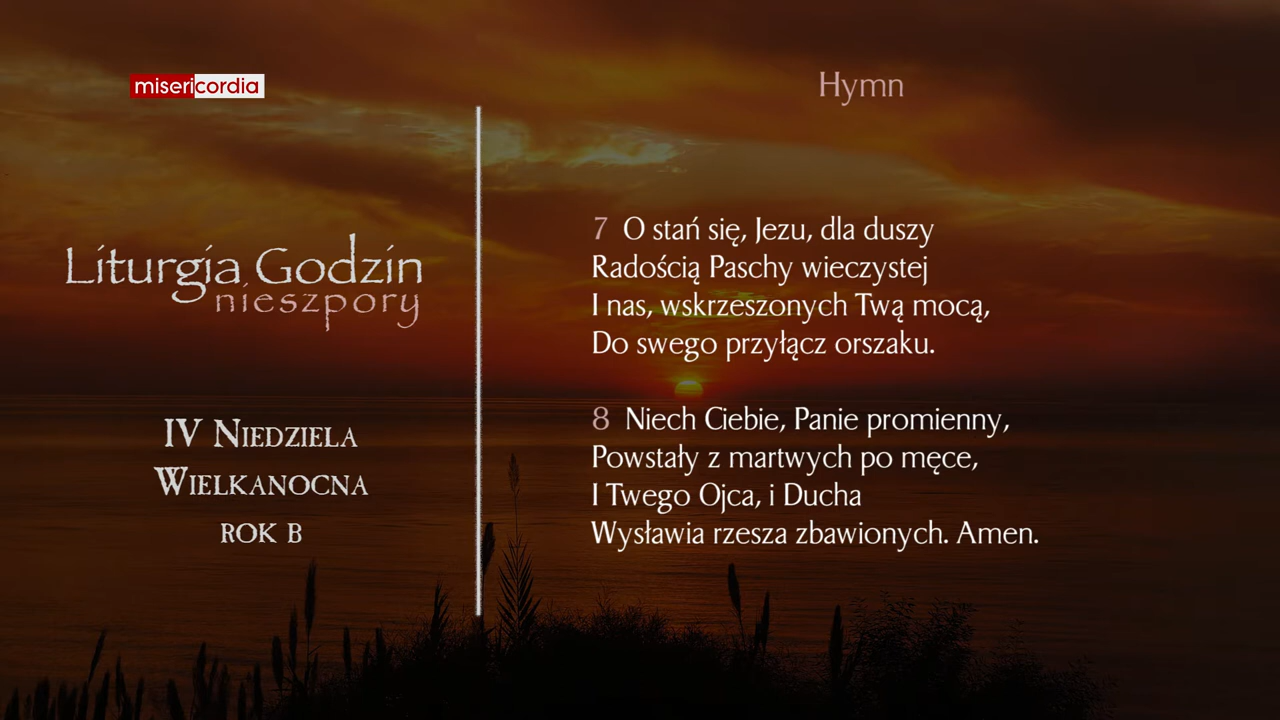 misericordia
Liturgia Godzin
nieszpory
IV Niedziela
Wielkanocna
rok B
Hymn
7 O stań się, Jezu, dla duszy
Radością Paschy wieczystej
I nas, wskrzeszonych Twą mocą,
Do swego przyłącz orszaku.
8 Niech Ciebie, Panie promienny,
Powstały z martwych po męce,
I Twego Ojca, i Ducha
Wysławia rzesza zbawionych. Amen.